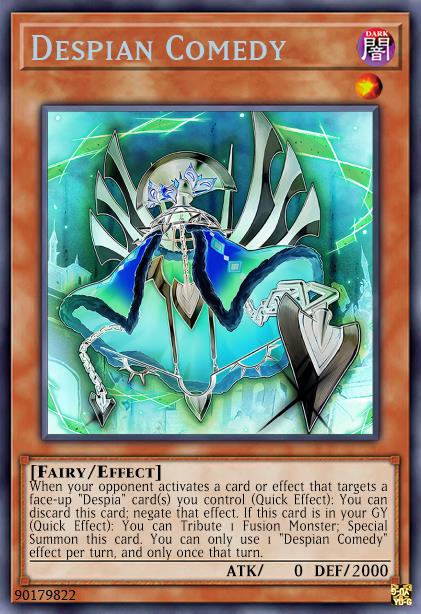 Despian Comedy
DARK
闇
[Fairy/Effect]
When your opponent activates a card or effect that targets a
face-up "Despia" card(s) you control (Quick Effect): You can
discard this card; negate that effect. If this card is in your GY
(Quick Effect): You can Tribute 1 Fusion Monster; Special
Summon this card. You can only use 1 "Despian Comedy"
effect per turn, and only once that turn.
ATK/ 0 DEF/2000
90179822